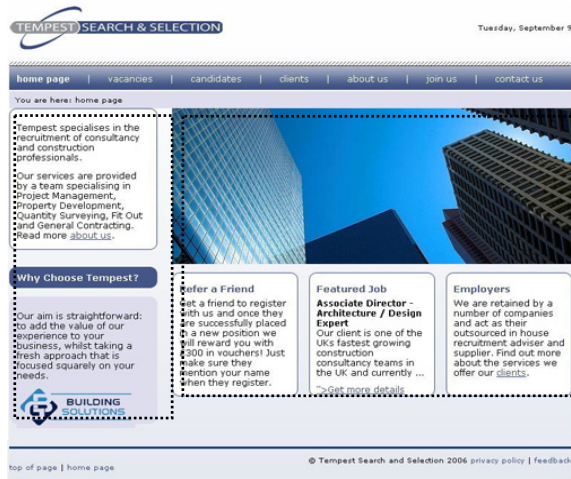 TEMPEST SEARCH & SELECTION
Tuesday, September 9
home page | vacancies | candidates | clients | about us | join us | contact us
You are here: home page
Tempest specialises in the
recruitment of consultancy
and construction
professionals.
Our services are provided
by a team specialising in
Project Management,
Property Development,
Quantity Surveying, Fit Out
and General Contracting.
Read more about us.
Why Choose Tempest?
Our aim is straightforward:
to add the value of our
experience to your
business, whilst taking a
fresh approach that is
focused squarely on your
needs.
BUILDING
SOLUTIONS
Refer a Friend
Get a friend to register
with us and once they
are successfully placed
in a new position we
will reward you with
£300 in vouchers! Just
make sure they
mention your name
when they register.
Featured Job
Associate Director -
Architecture / Design
Expert
Our client is one of the
UKs fastest growing
construction
consultancy teams in
the UK and currently ...
">Get more details
Employers
We are retained by a
number of companies
and act as their
outsourced in house
recruitment adviser and
supplier. Find out more
about the services we
offer our clients.
© Tempest Search and Selection 2006 privacy policy | feedback
top of page | home page